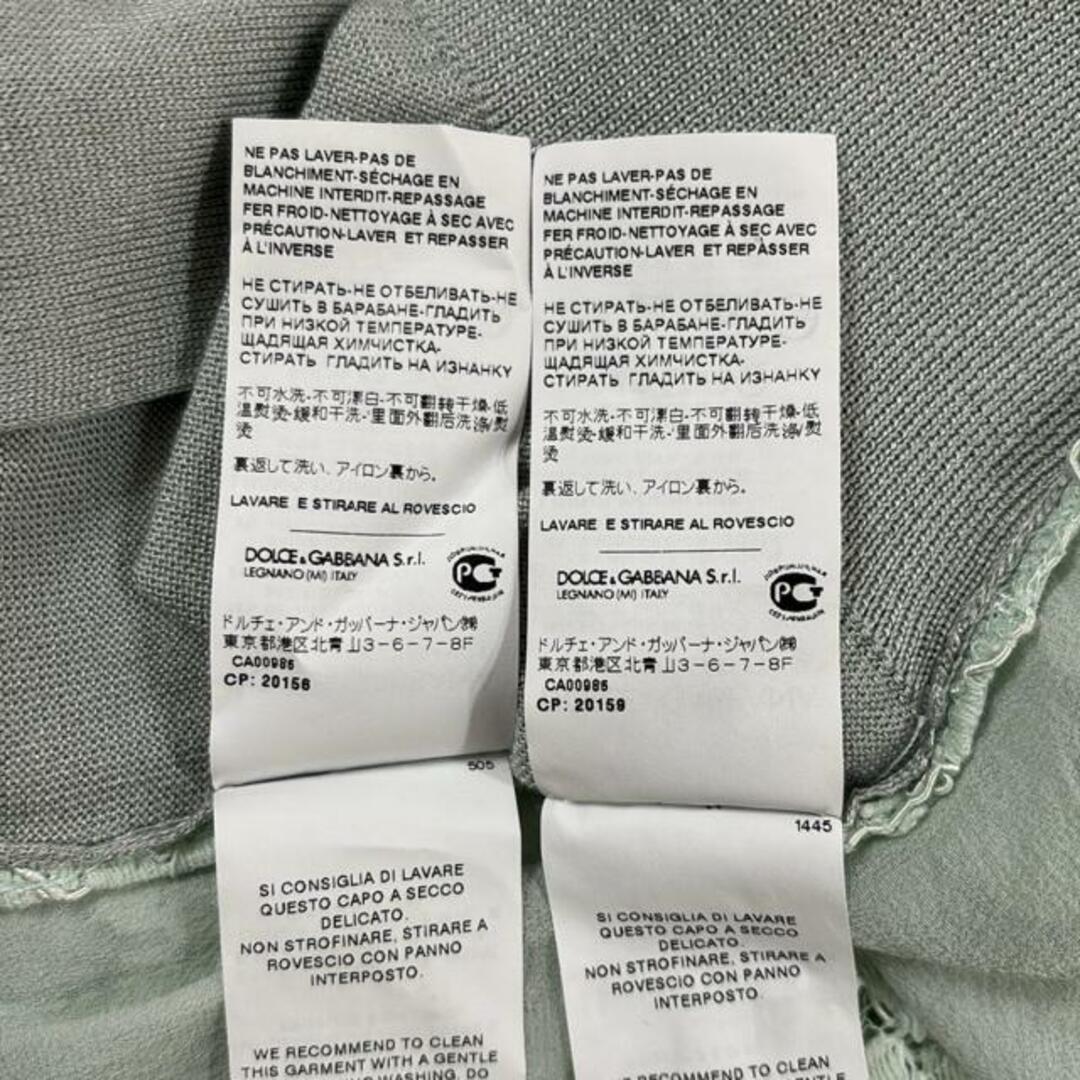 NE PAS LAVER-PAS DE
BLANCHIMENT-SÉCHAGE EN
MACHINE INTERDIT-REPASSAGE
FER FROID-NETTOYAGE À SEC AVEC
PRÉCAUTION-LAVER ET REPASSER
À L'INVERSE
НЕ СТИРАТЬ-НЕ ОТБЕЛИВАТЬ-НЕ
СУШИТЬ В БАРАБАНЕ-ГЛАДИТЬ
ПРИ НИЗКОЙ ТЕМПЕРАТУРЕ-
ЩАДЯЩАЯ ХИМЧИСТКА-
СТИРАТЬ ГЛАДИТЬ НА ИЗНАНКУ
不可水洗-不可漂白-不可翻转干燥-低
温熨烫-缓和干洗-里面外翻后洗涤/熨
烫
裏返して洗い、アイロン裏から。
LAVARE E STIRARE AL ROVESCIO
DOLCE & GABBANA S.r.l.
LEGNANO (MI) ITALY
ドルチェ・アンド・ガッバーナ・ジャパン㈱
東京都港区北青山3-6-7-8F
CA00986
CP: 20156
505
SI CONSIGLIA DI LAVARE
QUESTO CAPO A SECCO
DELICATO.
NON STROFINARE, STIRARE A
ROVESCIO CON PANNO
INTERPOSTO.
WE RECOMMEND TO CLEAN
THIS GARMENT WITH A GENTLE
WASHING. DO
NE PAS LAVER-PAS DE
BLANCHIMENT-SÉCHAGE EN
MACHINE INTERDIT-REPASSAGE
FER FROID-NETTOYAGE À SEC AVEC
PRÉCAUTION-LAVER ET REPASSER
À L'INVERSE
НЕ СТИРАТЬ-НЕ ОТБЕЛИВАТЬ-НЕ
СУШИТЬ В БАРАБАНЕ-ГЛАДИТЬ
ПРИ НИЗКОЙ ТЕМПЕРАТУРЕ-
ЩАДЯЩАЯ ХИМЧИСТКА-
СТИРАТЬ ГЛАДИТЬ НА ИЗНАНКУ
不可水洗-不可漂白-不可翻转干燥-低
温熨烫-缓和干洗-里面外翻后洗涤/熨
烫
裏返して洗い、アイロン裏から。
LAVARE E STIRARE AL ROVESCIO
DOLCE & GABBANA S.r.l.
LEGNANO (MI) ITALY
ドルチェ・アンド・ガッバーナ・ジャパン㈱
東京都港区北青山3-6-7-8F
CA00986
CP: 20159
1445
SI CONSIGLIA DI LAVARE
QUESTO CAPO A SECCO
DELICATO.
NON STROFINARE, STIRARE A
ROVESCIO CON PANNO
INTERPOSTO.
RECOMMEND TO CLEAN